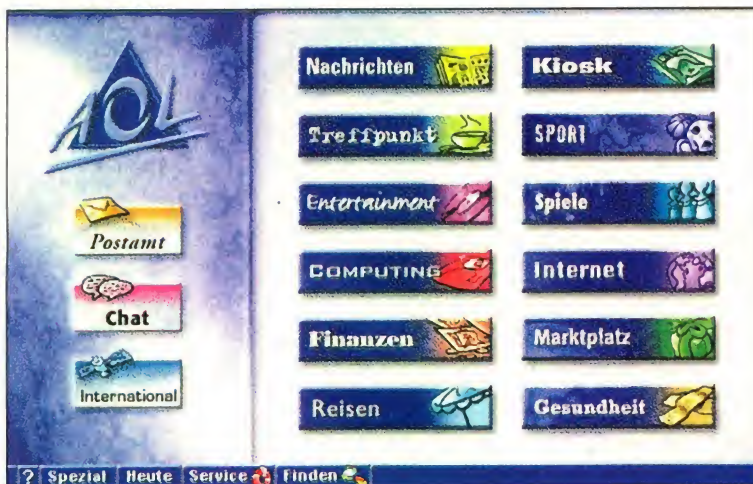 AOL
Postamt
Chat
International
Nachrichten
Treffpunkt
Entertainment
COMPUTING
Finanzen
Reisen
Kiosk
SPORT
Spiele
Internet
Marktplatz
Gesundheit
? Spezial Heute Service Finden